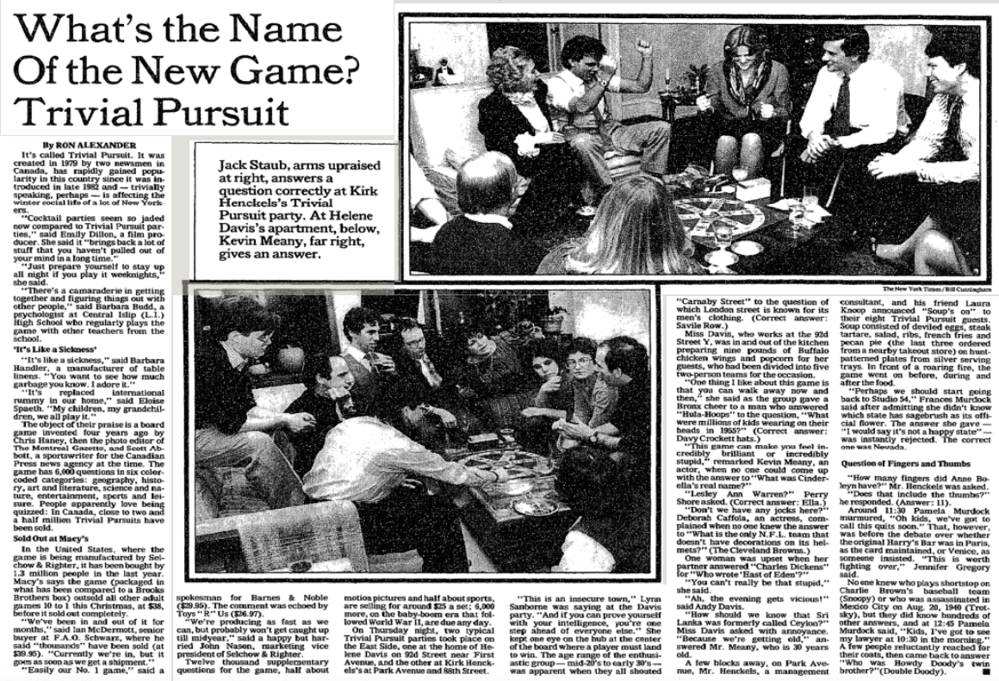 What's the Name
Of the New Game?
Trivial Pursuit
By RON ALEXANDER
It's called Trivial Pursuit. It was
created in 1979 by two newsmen in
Canada, has rapidly gained popu-
larity in this country since it was in-
troduced in late 1982 and — trivially
speaking, perhaps — is affecting the
winter social life of a lot of New York-
ers.
"Cocktail parties seem so jaded
now compared to Trivial Pursuit par-
ties," said Emily Dillon, a film pro-
ducer. She said it "brings back a lot of
stuff that you haven't pulled out of
your mind in a long time."
"Just prepare yourself to stay up
all night if you play it weeknights,"
she said.
"There's a camaraderie in getting
together and figuring things out with
other people," said Barbara Budd, a
psychologist at Central Islip (L.I.)
High School who regularly plays the
game with other teachers from the
school.
'It's Like a Sickness'
"It's like a sickness," said Barbara
Handler, a manufacturer of table
linens. "You want to see how much
garbage you know. I adore it."
"It's replaced international
rummy in our home," said Eloise
Spaeth. "My children, my grandchil-
dren, we all play it."
The object of their praise is a board
game invented four years ago by
Chris Haney, then the photo editor of
The Montreal Gazette, and Scott Ab-
bott, a sportswriter for the Canadian
Press news agency at the time. The
game has 6,000 questions in six color-
coded categories: geography, histo-
ry, art and literature, science and na-
ture, entertainment, sports and lei-
sure. People apparently love being
quizzed: In Canada, close to two and
a half million Trivial Pursuits have
been sold.
Sold Out at Macy's
In the United States, where the
game is being manufactured by Sel-
chow & Righter, it has been bought by
1.3 million people in the last year.
Macy's says the game (packaged in
what has been compared to a Brooks
Brothers box) outsold all other adult
games 10 to 1 this Christmas, at $38,
before it sold out completely.
"We've been in and out of it for
months," said Ian McDermott, senior
buyer at F.A.O. Schwarz, where he
said "thousands" have been sold (at
$39.95). "Currently we're in, but it
goes as soon as we get a shipment."
"Easily our No. 1 game," said a
Jack Staub, arms upraised
at right, answers a
question correctly at Kirk
Henckels's Trivial
Pursuit party. At Helene
Davis's apartment, below,
Kevin Meany, far right,
gives an answer.
The New York Times/Bill Cunningham
spokesman for Barnes & Noble
($29.95). The comment was echoed by
Toys "R" Us ($26.97).
"We're producing as fast as we
can, but probably won't get caught up
till midyear," said a happy but har-
ried John Nason, marketing vice
president of Selchow & Righter.
Twelve thousand supplementary
questions for the game, half about
motion pictures and half about sports,
are selling for around $25 a set; 6,000
more, on the baby-boom era that fol-
lowed World War II, are due any day.
On Thursday night, two typical
Trivial Pursuit parties took place on
the East Side, one at the home of He-
lene Davis on 92d Street near First
Avenue, and the other at Kirk Henck-
els's at Park Avenue and 88th Street.
"This is an insecure town," Lynn
Sanborne was saying at the Davis
party. "And if you can prove yourself
with your intelligence, you're one
step ahead of everyone else." She
kept one eye on the hub at the center
of the board where a player must land
to win. The age range of the enthusi-
astic group — mid-20's to early 30's —
was apparent when they all shouted
"Carnaby Street" to the question of
which London street is known for its
men's clothing. (Correct answer:
Savile Row.)
Miss Davis, who works at the 92d
Street Y, was in and out of the kitchen
preparing nine pounds of Buffalo
chicken wings and popcorn for her
guests, who had been divided into five
two-person teams for the occasion.
"One thing I like about this game is
that you can walk away now and
then," she said as the group gave a
Bronx cheer to a man who answered
"Hula-Hoops" to the question, "What
were millions of kids wearing on their
heads in 1955?" (Correct answer:
Davy Crockett hats.)
"This game can make you feel in-
credibly brilliant or incredibly
stupid," remarked Kevin Meany, an
actor, when no one could come up
with the answer to "What was Cinder-
ella's real name?"
"Lesley Ann Warren?" Perry
Shore asked. (Correct answer: Ella.)
"Don't we have any jocks here?"
Deborah Caffola, an actress, com-
plained when no one knew the answer
to "What is the only N.F.L. team that
doesn't have decorations on its hel-
mets?" (The Cleveland Browns.)
One woman was upset when her
partner answered "Charles Dickens"
for "Who wrote 'East of Eden?'"
"You can't really be that stupid,"
she said.
"Ah, the evening gets vicious!"
said Andy Davis.
"How should we know that Sri
Lanka was formerly called Ceylon?"
Miss Davis asked with annoyance.
"Because we're getting old," an-
swered Mr. Meany, who is 30 years
old.
A few blocks away, on Park Ave-
nue, Mr. Henckels, a management
consultant, and his friend Laura
Knoop announced "Soup's on" to
their eight Trivial Pursuit guests.
Soup consisted of deviled eggs, steak
tartare, salad, ribs, french fries and
pecan pie (the last three ordered
from a nearby takeout store) on hunt-
patterned plates from silver serving
trays. In front of a roaring fire, the
game went on before, during and
after the food.
"Perhaps we should start going
back to Studio 54," Frances Murdock
said after admitting she didn't know
which state has sagebrush as its offi-
cial flower. The answer she gave —
"I would say it's not a happy state" —
was instantly rejected. The correct
one was Nevada.
Question of Fingers and Thumbs
"How many fingers did Anne Bo-
leyn have?" Mr. Henckels was asked.
"Does that include the thumbs?"
he responded. (Answer: 11).
Around 11:30 Pamela Murdock
murmured, "Oh kids, we've got to
call this quits soon." That, however,
was before the debate over whether
the original Harry's Bar was in Paris,
as the card maintained, or Venice, as
someone insisted. "This is worth
fighting over," Jennifer Gregory
said.
No one knew who plays shortstop on
Charlie Brown's baseball team
(Snoopy) or who was assassinated in
Mexico City on Aug. 20, 1940 (Trot-
sky), but they did know hundreds of
other answers, and at 12:45 Pamela
Murdock said, "Kids, I've got to see
my lawyer at 10:30 in the morning."
A few people reluctantly reached for
their coats, then came back to answer
"Who was Howdy Doody's twin
brother?" (Double Doody).